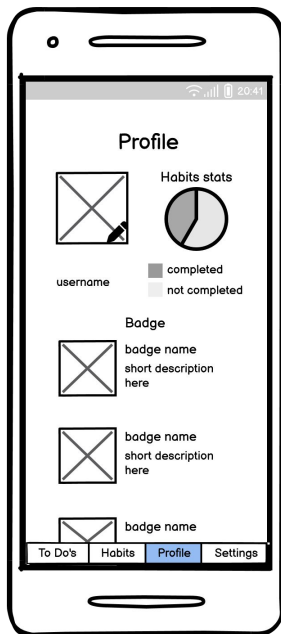 20:41
Profile
Habits stats
completed
not completed
username
Badge
badge name
short description
here
badge name
short description
here
badge name
To Do's Habits Profile Settings